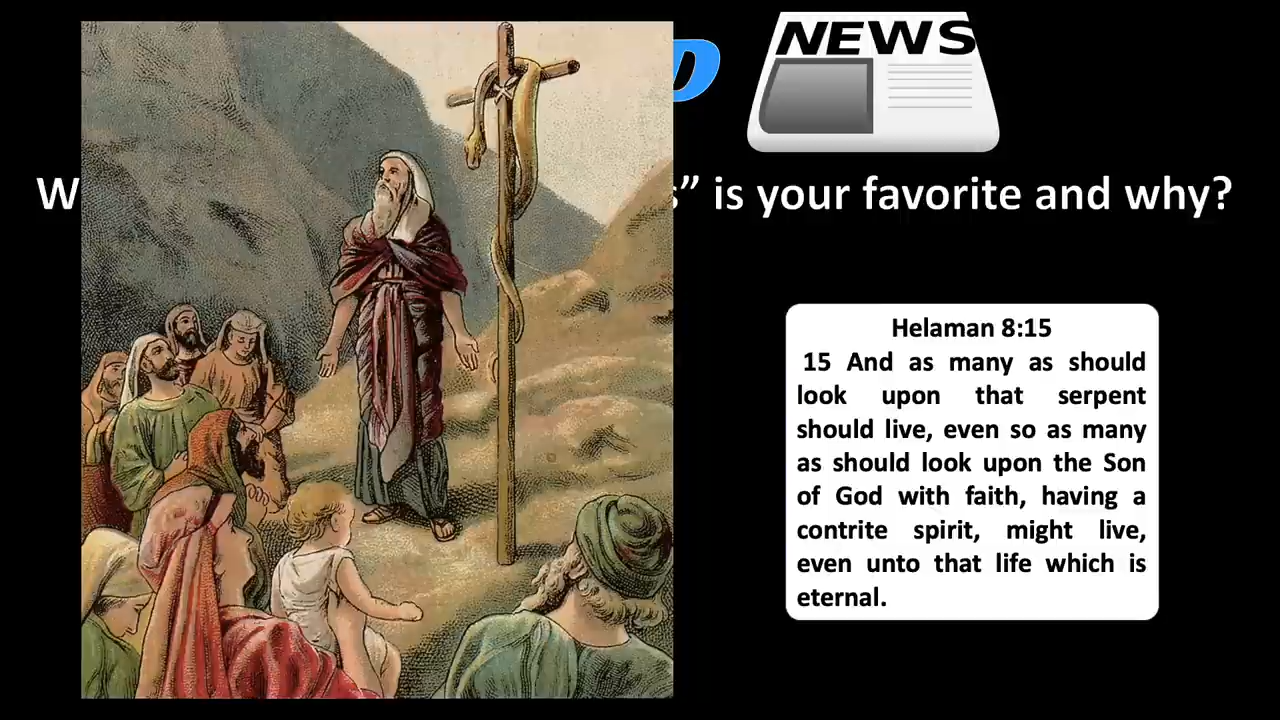 D NEWS
W s” is your favorite and why?
Helaman 8:15
15 And as many as should
look upon that serpent
should live, even so as many
as should look upon the Son
of God with faith, having a
contrite spirit, might live,
even unto that life which is
eternal.